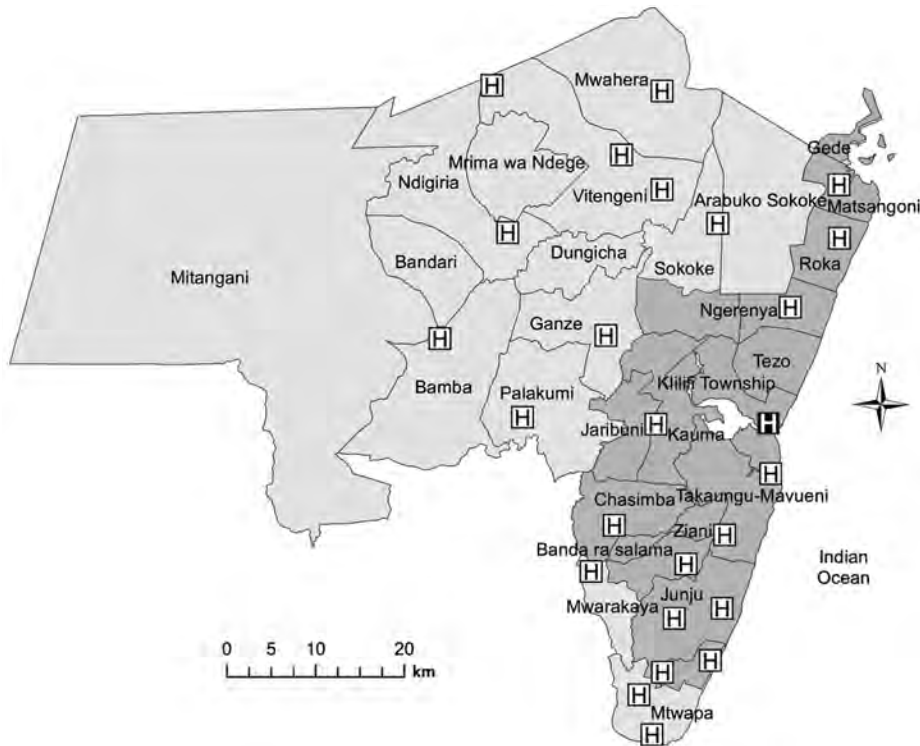 Mwahera
H
H
Gede
H
Mrima wa Ndege
Ndigiria
H
Vitengeni
H
Arabuko Sokoke
Matsangoni
H
H
H
Bandari
Dungicha
Sokoke
Roka
Mitangani
Ngerenya
H
Ganze
H
H
Tezo
N
Bamba
Palakumi
Klilifi Township
H
Jaribuni
H
Kauma
H
H
Chasimba
Takaungu-Mavueni
H
Ziani
H
Banda ra salama
H
H
Indian
Ocean
Mwarakaya
Junju
H
H
0 5 10 20
km
H
H
H
Mtwapa
H